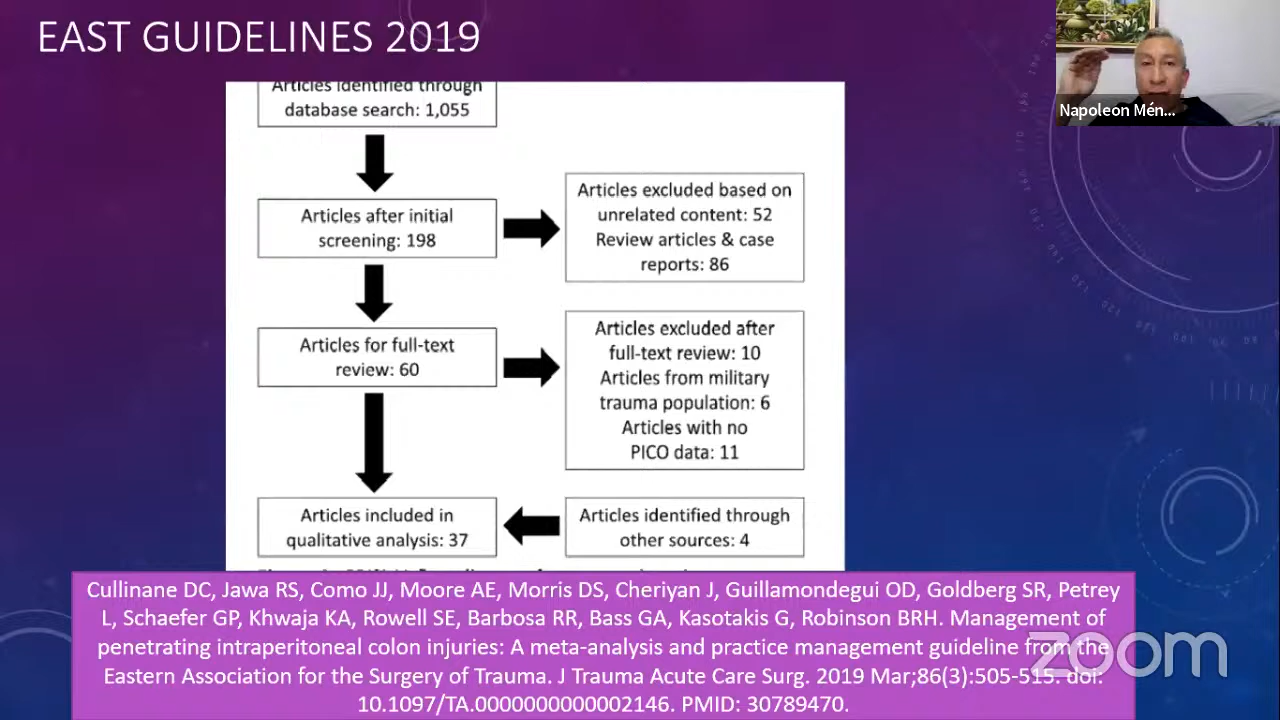 EAST GUIDELINES 2019
Napoleon Mén...
Articles identified through
database search: 1,055
Articles after initial
screening: 198
Articles excluded based on
unrelated content: 52
Review articles & case
reports: 86
Articles for full-text
review: 60
Articles excluded after
full-text review: 10
Articles from military
trauma population: 6
Articles with no
PICO data: 11
Articles included in
qualitative analysis: 37
Articles identified through
other sources: 4
Cullinane DC, Jawa RS, Como JJ, Moore AE, Morris DS, Cheriyan J, Guillamondegui OD, Goldberg SR, Petrey
L, Schaefer GP, Khwaja KA, Rowell SE, Barbosa RR, Bass GA, Kasotakis G, Robinson BRH. Management of
penetrating intraperitoneal colon injuries: A meta-analysis and practice management guideline from the
Eastern Association for the Surgery of Trauma. J Trauma Acute Care Surg. 2019 Mar;86(3):505-515. doi:
10.1097/TA.0000000000002146. PMID: 30789470.
zoom